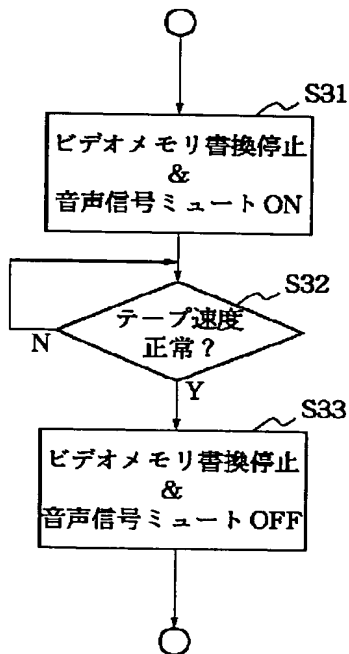 S31
ビデオメモリ書換停止
&
音声信号ミュートON
S32
テープ速度
正常?
N
Y
S33
ビデオメモリ書換停止
&
音声信号ミュートOFF